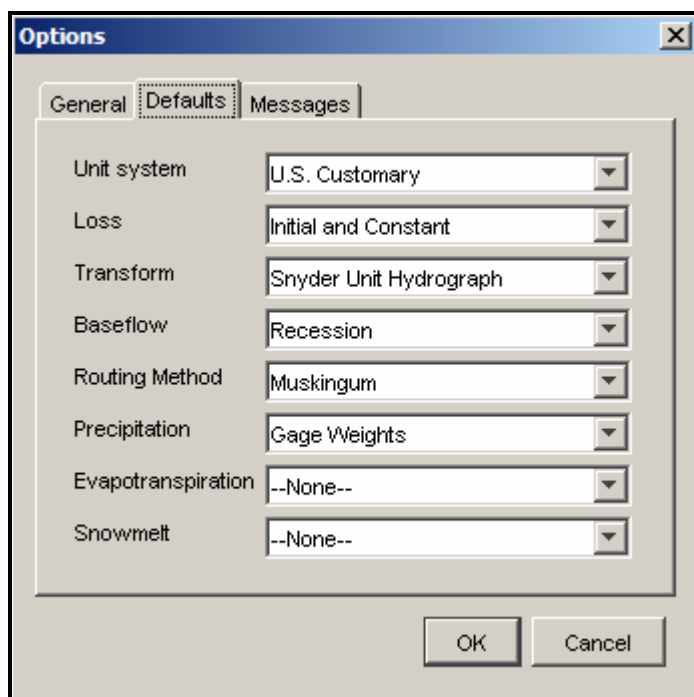 Options
General Defaults Messages
Unit system U.S. Customary
Loss Initial and Constant
Transform Snyder Unit Hydrograph
Baseflow Recession
Routing Method Muskingum
Precipitation Gage Weights
Evapotranspiration --None--
Snowmelt --None--
OK Cancel